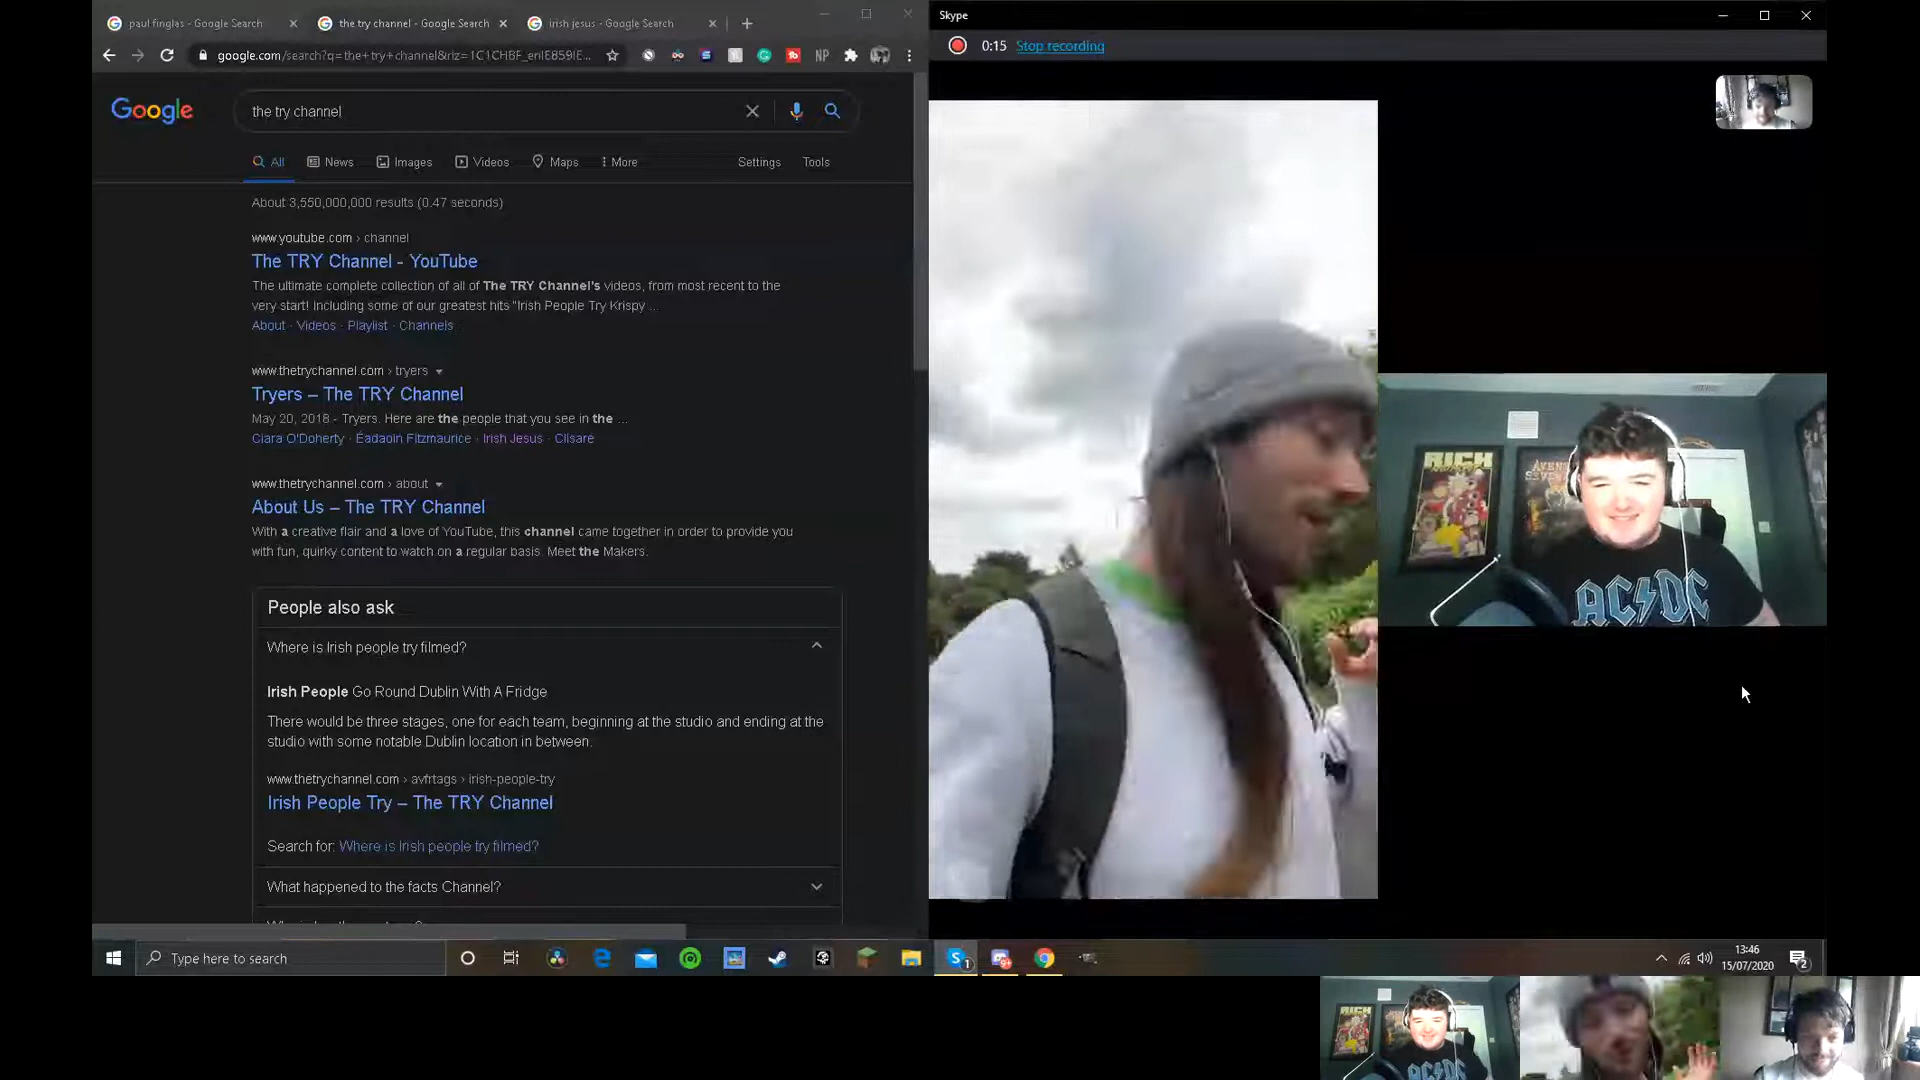 paul fingles - Google Search
the try channel - Google Search
irish jesus - Google Search
google.com/search?q=the+try+channel&rlz=1C1CHBF_enIE859IE...
NP
Google
the try channel
All
News
Images
Videos
Maps
More
Settings
Tools
About 3,550,000,000 results (0.47 seconds)
www.youtube.com › channel
The TRY Channel - YouTube
The ultimate complete collection of all of The TRY Channel's videos, from most recent to the
very start! Including some of our greatest hits "Irish People Try Krispy ...
About · Videos · Playlist · Channels
www.thetrychannel.com › tryers
Tryers – The TRY Channel
May 20, 2018 - Tryers. Here are the people that you see in the ...
Ciara O'Doherty · Éadaoin Fitzmaurice · Irish Jesus · Clisare
www.thetrychannel.com › about
About Us – The TRY Channel
With a creative flair and a love of YouTube, this channel came together in order to provide you
with fun, quirky content to watch on a regular basis. Meet the Makers.
People also ask
Where is Irish people try filmed?
Irish People Go Round Dublin With A Fridge
There would be three stages, one for each team, beginning at the studio and ending at the
studio with some notable Dublin location in between.
www.thetrychannel.com › avfrtags › irish-people-try
Irish People Try – The TRY Channel
Search for: Where is Irish people try filmed?
What happened to the facts Channel?
Type here to search
Skype
0:15 Stop recording
RICK
AC DC
13:46
15/07/2020
2
RICK
AC DC